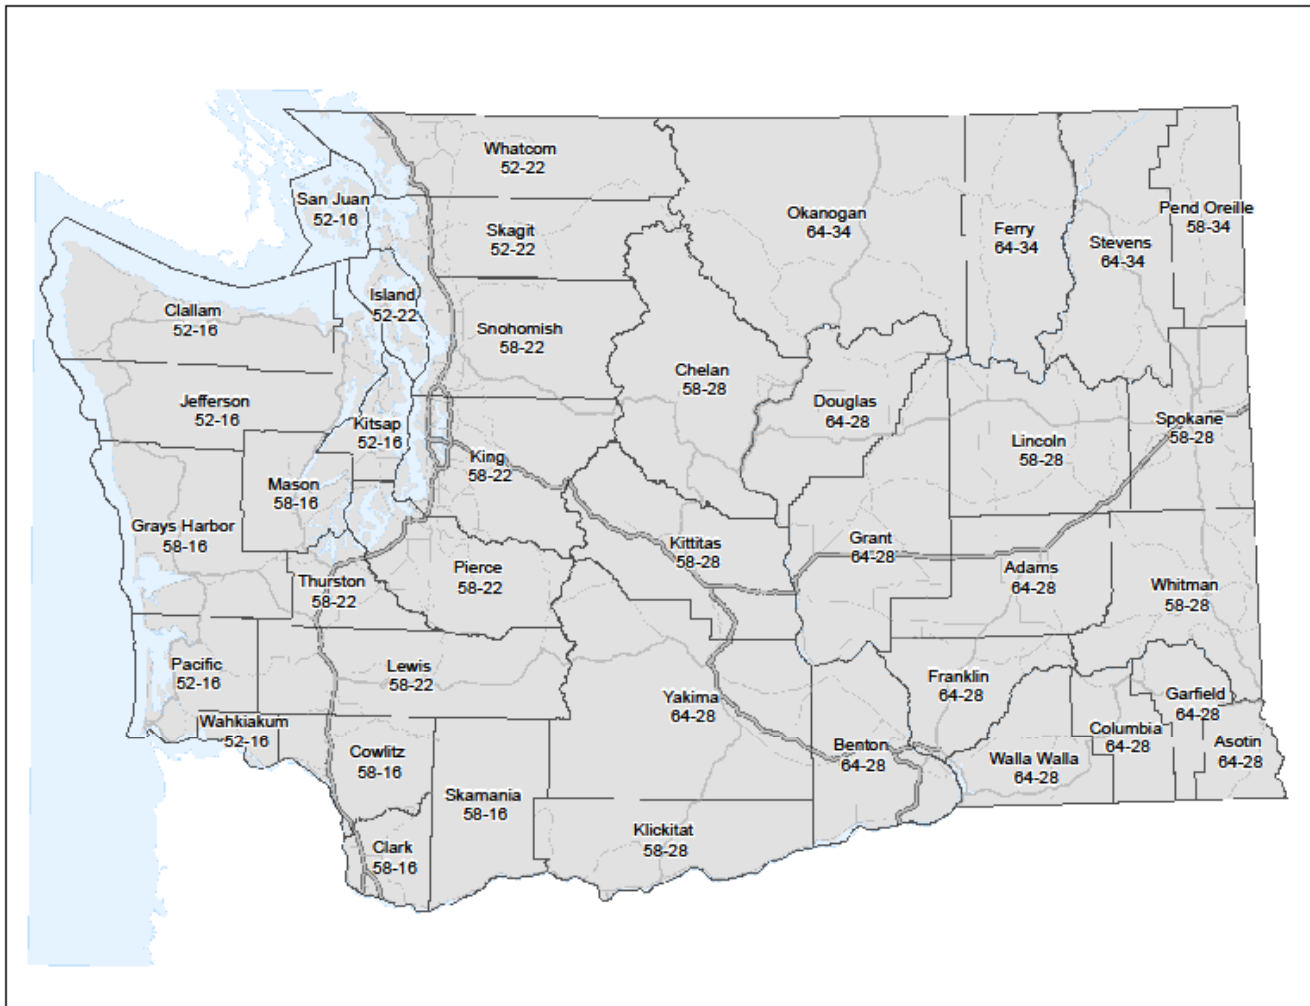 Whatcom
52-22
San Juan
52-16
Skagit
52-22
Okanogan
64-34
Ferry
64-34
Stevens
64-34
Pend Oreille
58-34
Island
52-22
Clallam
52-16
Snohomish
58-22
Chelan
58-28
Jefferson
52-16
Kitsap
52-16
Douglas
64-28
Lincoln
58-28
Spokane
58-28
King
58-22
Mason
58-16
Grays Harbor
58-16
Kittitas
58-28
Grant
64-28
Adams
64-28
Whitman
58-28
Thurston
58-22
Pierce
58-22
Pacific
52-16
Lewis
58-22
Yakima
64-28
Franklin
64-28
Garfield
64-28
Wahkiakum
52-16
Columbia
64-28
Asotin
64-28
Cowlitz
58-16
Benton
64-28
Walla Walla
64-28
Skamania
58-16
Klickitat
58-28
Clark
58-16